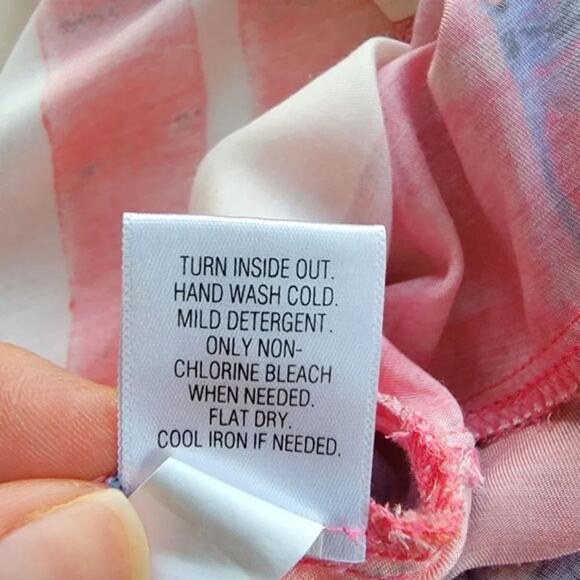 TURN INSIDE OUT.
HAND WASH COLD.
MILD DETERGENT.
ONLY NON-
CHLORINE BLEACH
WHEN NEEDED.
FLAT DRY.
COOL IRON IF NEEDED.